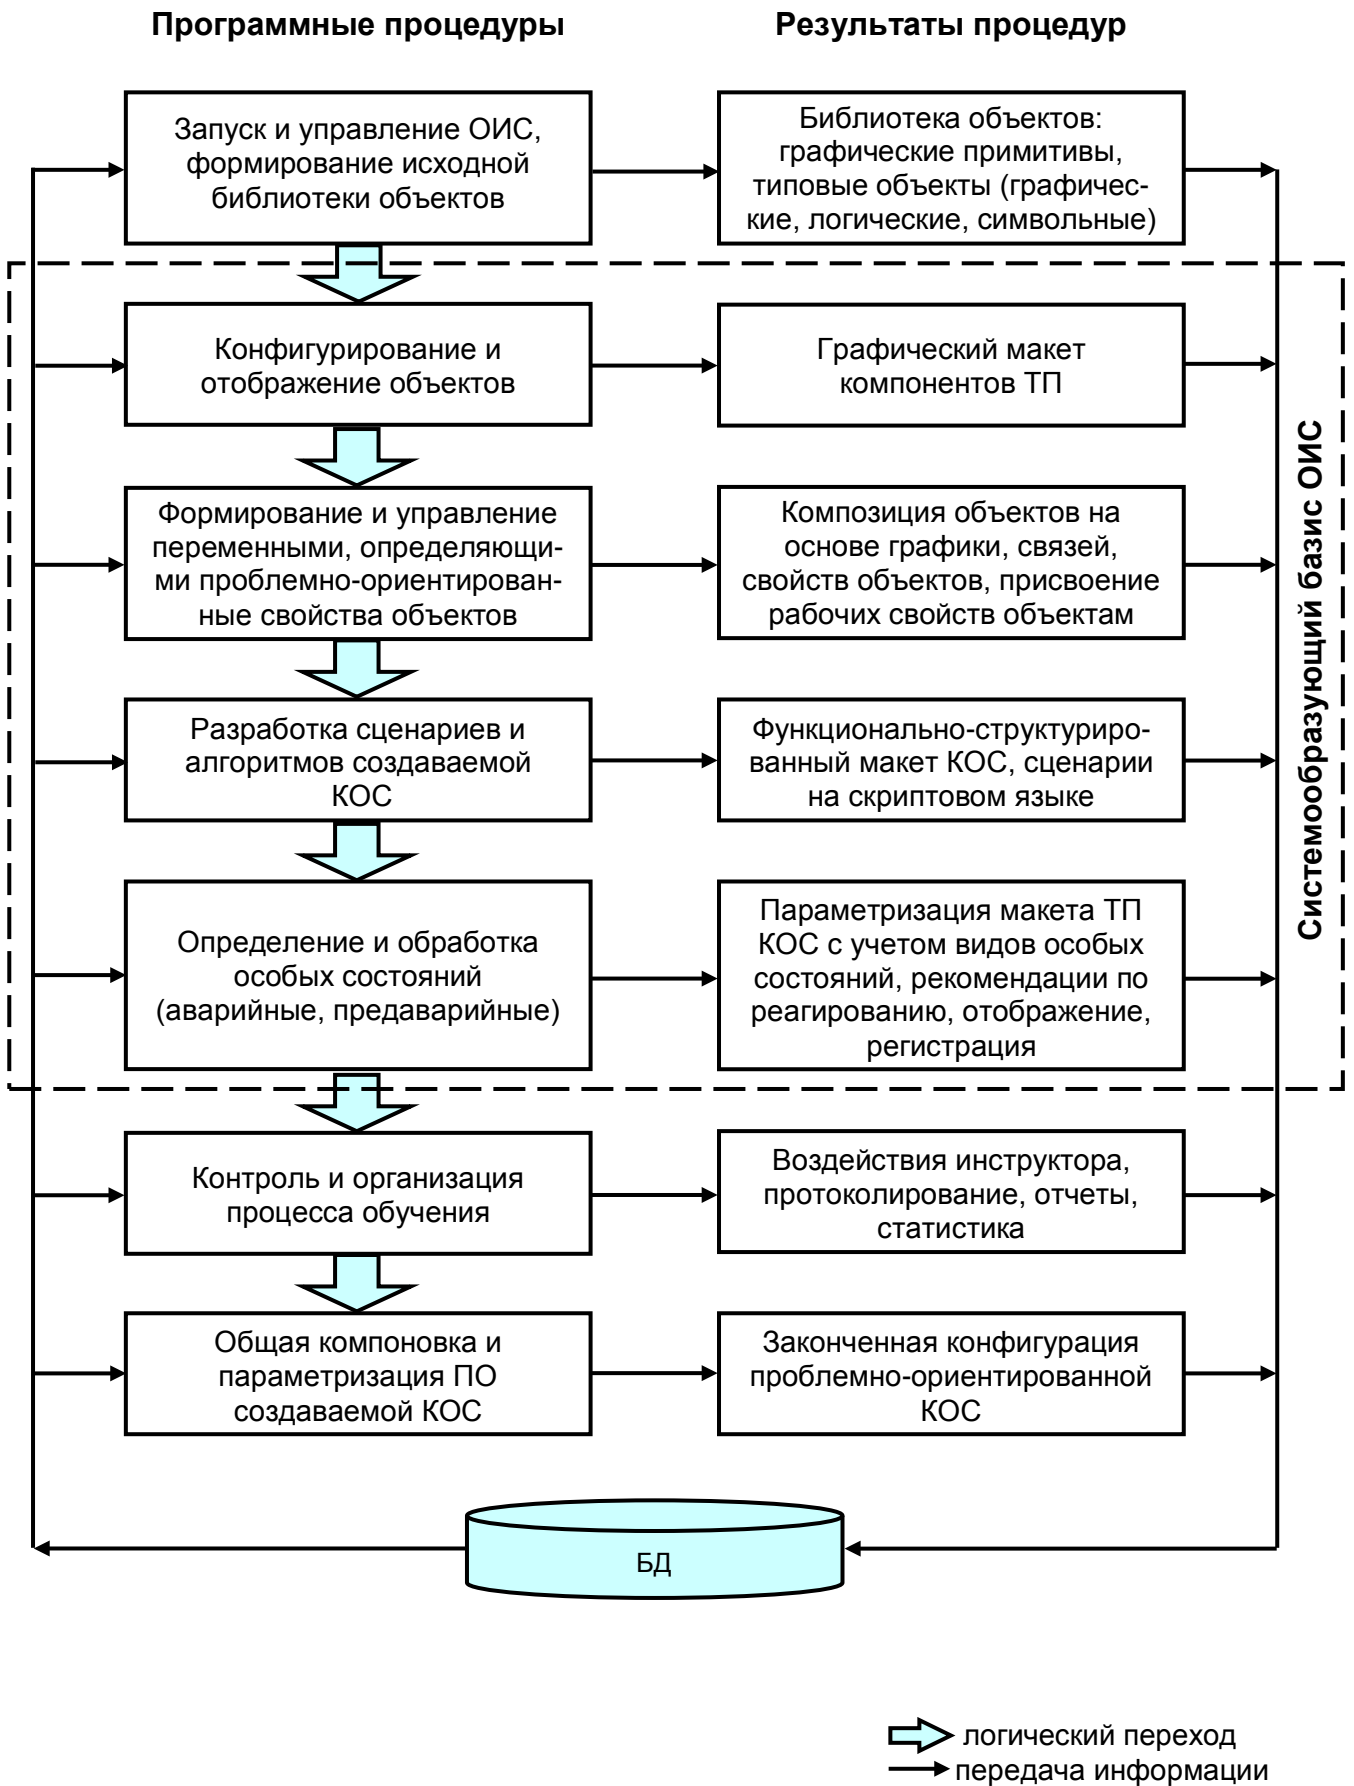 Программные процедуры
Результаты процедур
Запуск и управление ОИС,
формирование исходной
библиотеки объектов
Библиотека объектов:
графические примитивы,
типовые объекты (графичес-
кие, логические, символьные)
Конфигурирование и
отображение объектов
Графический макет
компонентов ТП
Формирование и управление
переменными, определяющи-
ми проблемно-ориентирован-
ные свойства объектов
Композиция объектов на
основе графики, связей,
свойств объектов, присвоение
рабочих свойств объектам
Разработка сценариев и
алгоритмов создаваемой
КОС
Функционально-структуриро-
ванный макет КОС, сценарии
на скриптовом языке
Определение и обработка
особых состояний
(аварийные, предаварийные)
Параметризация макета ТП
КОС с учетом видов особых
состояний, рекомендации по
реагированию, отображение,
регистрация
Системообразующий базис ОИС
Контроль и организация
процесса обучения
Воздействия инструктора,
протоколирование, отчеты,
статистика
Общая компоновка и
параметризация ПО
создаваемой КОС
Законченная конфигурация
проблемно-ориентированной
КОС
БД
логический переход
передача информации